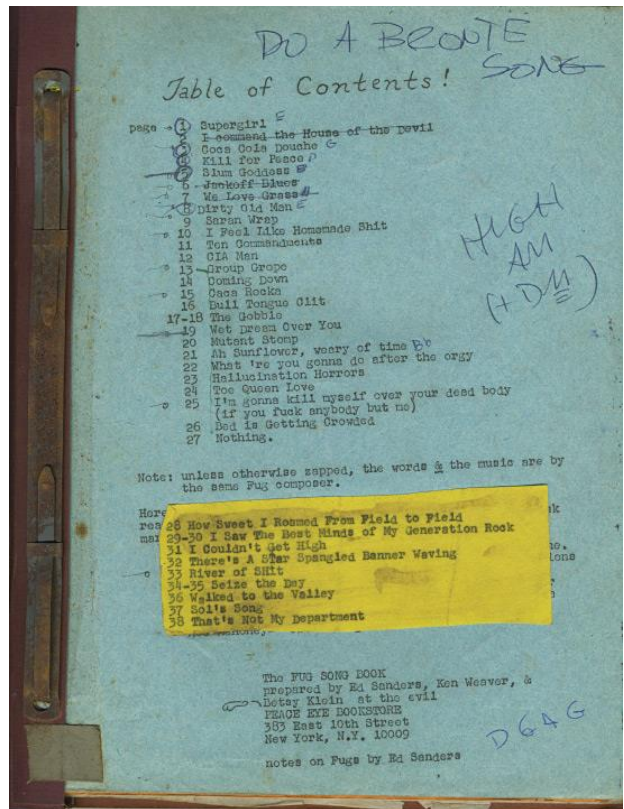 DO A BRONTE
SONG
Table of Contents!
page 1 Supergirl E
2 I command the House of the Devil
3 Coca Cola Douche G
4 Kill for Peace D
5 Slum Goddess
6 Jackoff Blues
7 We Love Grass
8 Dirty Old Man E
9 Saran Wrap
10 I Feel Like Homemade Shit
11 Ten Commandments
12 CIA Man
13 Group Grope
14 Coming Down
15 Caca Rocka
16 Bull Tongue Clit
17-18 The Gobble
19 Wet Dream Over You
20 Mutant Stomp
21 Ah Sunflower, weary of time Bb
22 What 're you gonna do after the orgy
23 Hallucination Horrors
24 Toe Queen Love
25 I'm gonna kill myself over your dead body
(if you fuck anybody but me)
26 Bed is Getting Crowded
27 Nothing.
HIGH
AM
(+ DM)
Note: unless otherwise zapped, the words & the music are by
the same Fug composer.
28 How Sweet I Roamed From Field to Field
29-30 I Saw The Best Minds of My Generation Rock
31 I Couldn't Get High
32 There's A Star Spangled Banner Waving
33 River of SHit
34-35 Seize the Day
36 Walked to the Valley
37 Sol's Song
38 That's Not My Department
The FUG SONG BOOK
prepared by Ed Sanders, Ken Weaver, &
Betsy Klein at the evil
PEACE EYE BOOKSTORE
383 East 10th Street
New York, N.Y. 10009
DGAG
notes on Fugs by Ed Sanders